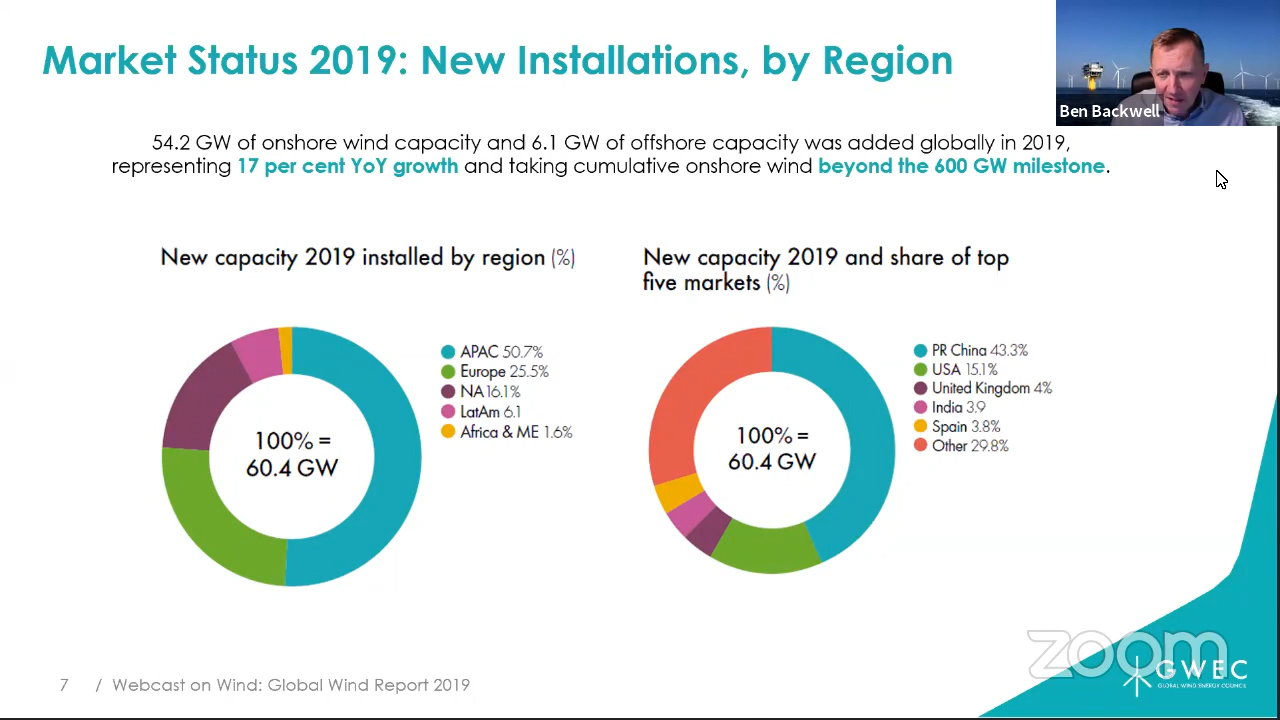 Market Status 2019: New Installations, by Region
Ben Backwell
54.2 GW of onshore wind capacity and 6.1 GW of offshore capacity was added globally in 2019,
representing 17 per cent YoY growth and taking cumulative onshore wind beyond the 600 GW milestone.
New capacity 2019 installed by region (%)
100% =
60.4 GW
APAC 50.7%
Europe 25.5%
NA16.1%
LatAm 6.1
Africa & ME 1.6%
New capacity 2019 and share of top
five markets (%)
100% =
60.4 GW
PR China 43.3%
USA 15.1%
United Kingdom 4%
India 3.9
Spain 3.8%
Other 29.8%
zoom
GWEC
GLOBAL WIND ENERGY COUNCIL
7 / Webcast on Wind: Global Wind Report 2019